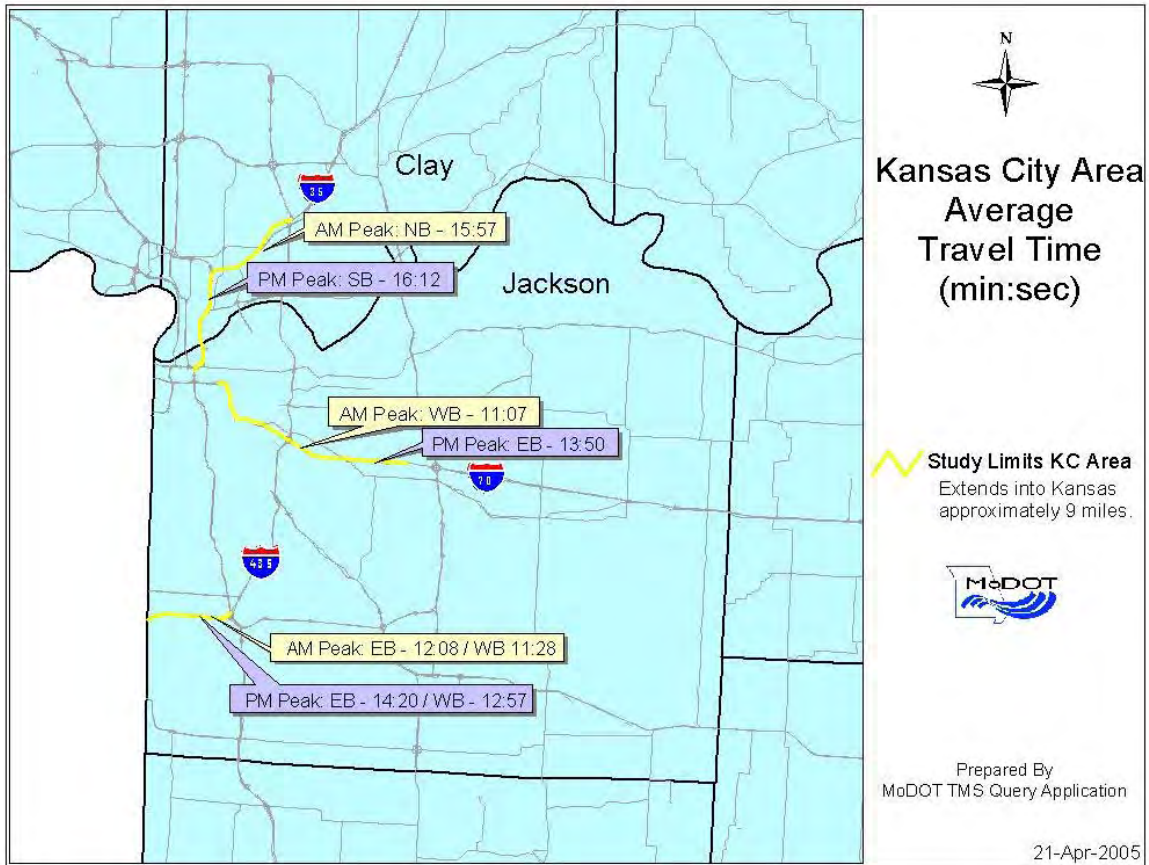 N
Kansas City Area
Average
Travel Time
(min:sec)
Clay
35
AM Peak: NB - 15:57
PM Peak: SB - 16:12
Jackson
AM Peak: WB - 11:07
PM Peak: EB - 13:50
70
435
AM Peak: EB - 12:08 / WB 11:28
PM Peak: EB - 14:20 / WB - 12:57
Study Limits KC Area
Extends into Kansas
approximately 9 miles.
MoDOT
Prepared By
MoDOT TMS Query Application
21-Apr-2005